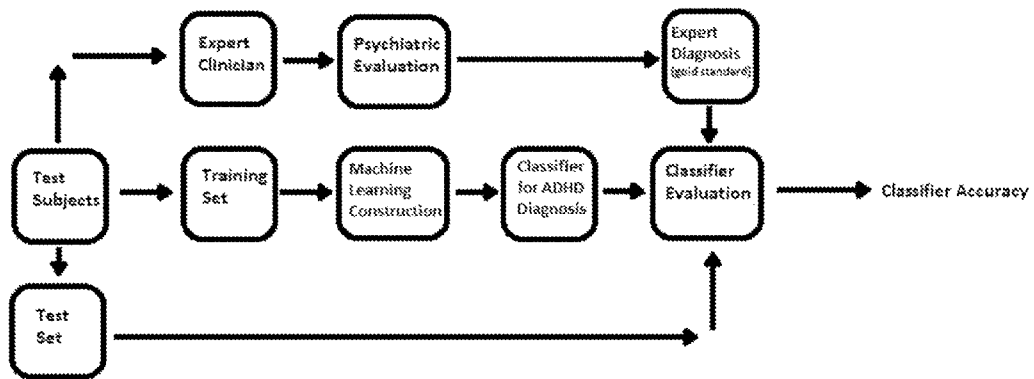 Expert
Clinician
Psychiatric
Evaluation
Expert
Diagnosis
(gold standard)
Test
Subjects
Training
Set
Machine
Learning
Construction
Classifier
for ADHD
Diagnosis
Classifier
Evaluation
Classifier Accuracy
Test
Set